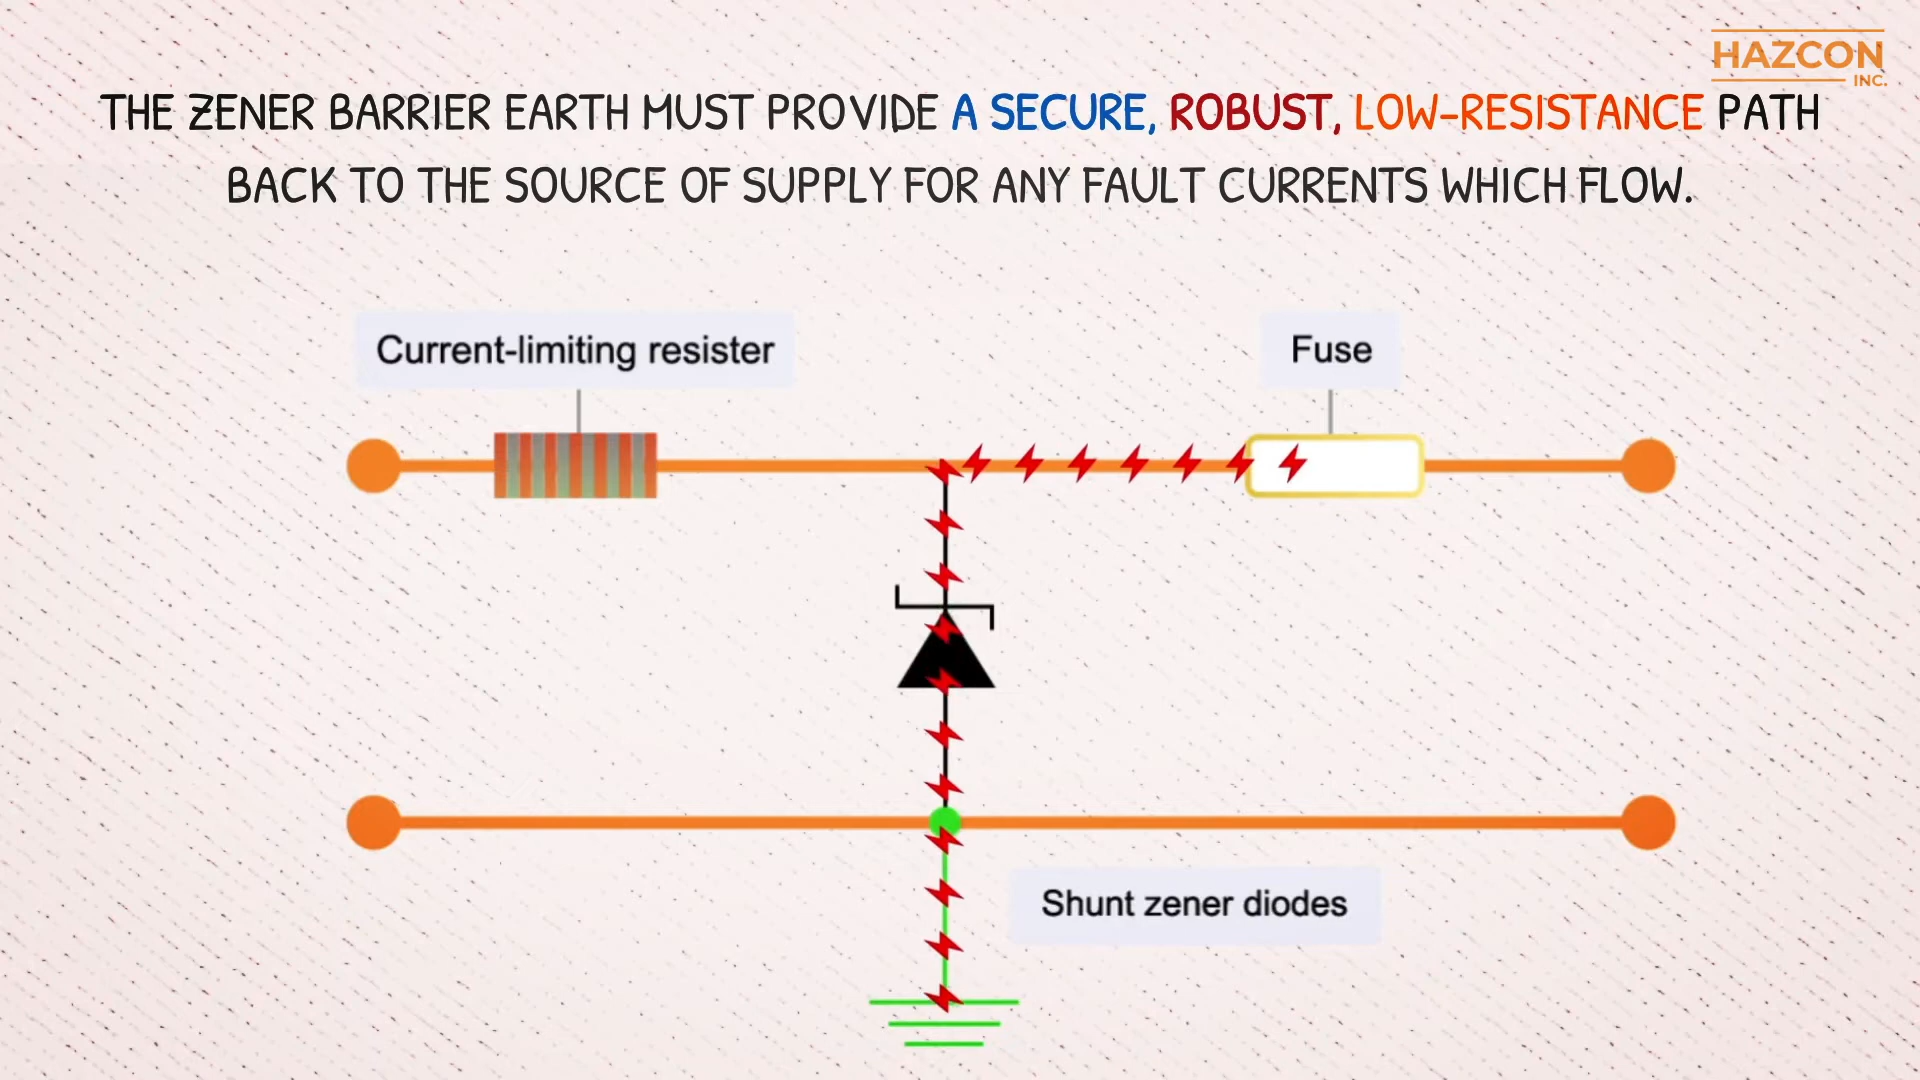 HAZCON
INC.
THE ZENER BARRIER EARTH MUST PROVIDE A SECURE, ROBUST, LOW-RESISTANCE PATH
BACK TO THE SOURCE OF SUPPLY FOR ANY FAULT CURRENTS WHICH FLOW.
Current-limiting resister
Fuse
Shunt zener diodes